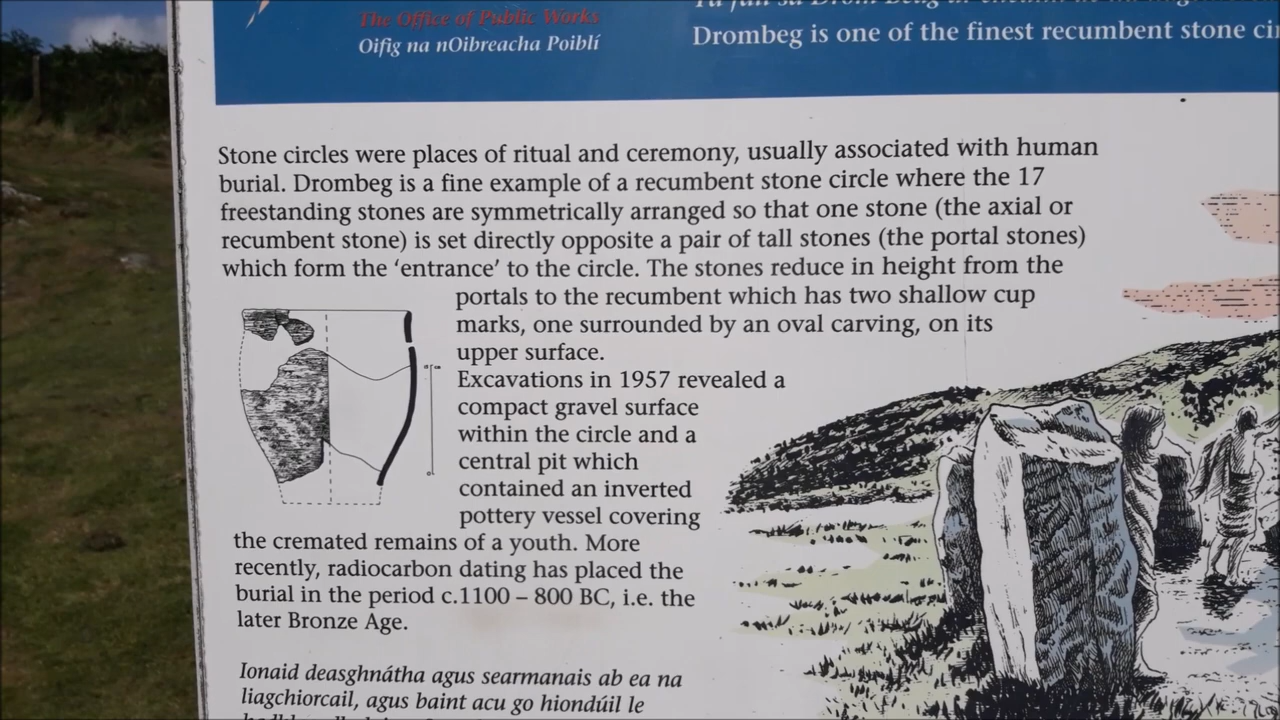 The Office of Public Works
Oifig na nOibreacha Poiblí
Drombeg is one of the finest recumbent stone
Stone circles were places of ritual and ceremony, usually associated with human
burial. Drombeg is a fine example of a recumbent stone circle where the 17
freestanding stones are symmetrically arranged so that one stone (the axial or
recumbent stone) is set directly opposite a pair of tall stones (the portal stones)
which form the ‘entrance’ to the circle. The stones reduce in height from the
portals to the recumbent which has two shallow cup
marks, one surrounded by an oval carving, on its
upper surface.
Excavations in 1957 revealed a
compact gravel surface
within the circle and a
central pit which
contained an inverted
pottery vessel covering
the cremated remains of a youth. More
recently, radiocarbon dating has placed the
burial in the period c.1100 – 800 BC, i.e. the
later Bronze Age.
Ionaid deasghnátha agus searmanais ab ea na
liagchiorcail, agus baint acu go hiondúil le